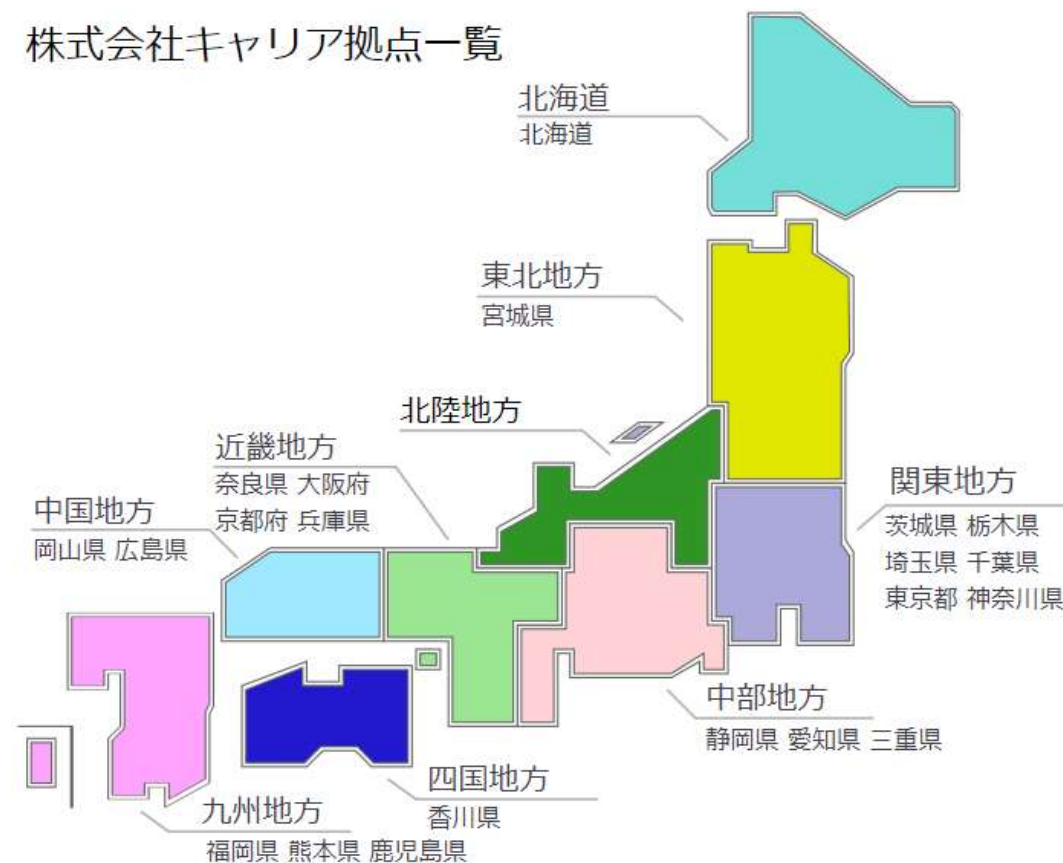 株式会社キャリア拠点一覧
北海道
北海道
東北地方
宮城県
北陸地方
近畿地方
奈良県 大阪府
京都府 兵庫県
中国地方
岡山県 広島県
関東地方
茨城県 栃木県
埼玉県 千葉県
東京都 神奈川県
中部地方
静岡県 愛知県 三重県
四国地方
香川県
九州地方
福岡県 熊本県 鹿児島県